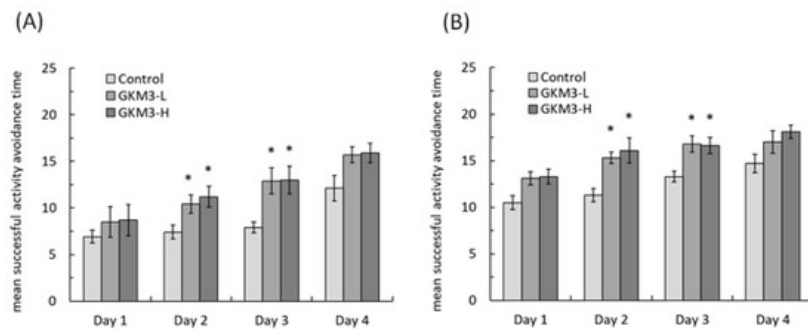 (A)
mean successful activity avoidance time
25
20
15
10
5
0
Control
GKM3-L
GKM3-H
* *
* *
Day 1 Day 2 Day 3 Day 4
(B)
mean successful activity avoidance time
25
20
15
10
5
0
Control
GKM3-L
GKM3-H
* *
* *
Day 1 Day 2 Day 3 Day 4